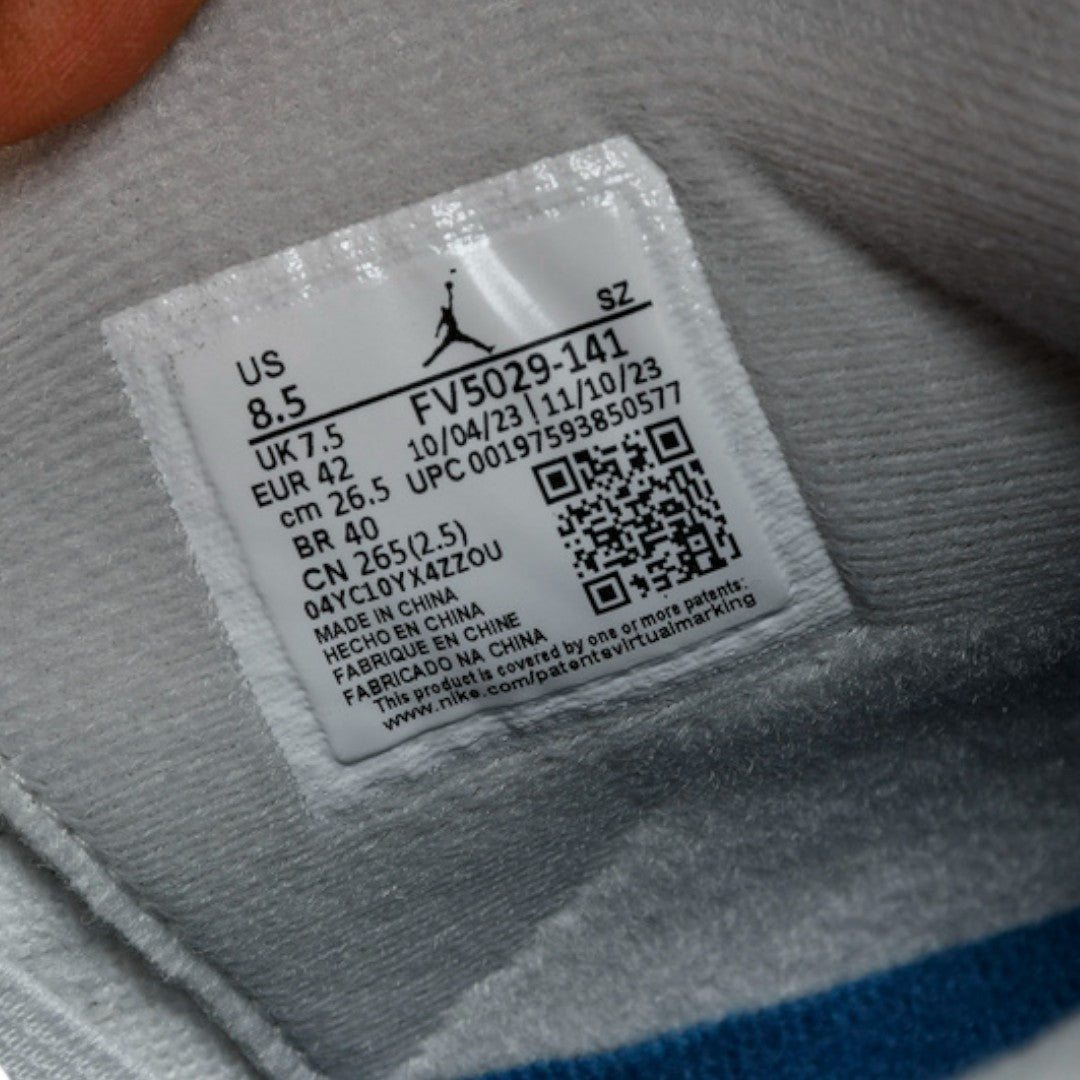 US SZ
8.5 FV5029-141
UK 7.5 10/04/23 | 11/10/23
EUR 42 UPC 00197593850577
cm 26.5
BR 40
CN 265(2.5)
04YC10YX4ZZOU
MADE IN CHINA
HECHO EN CHINA
FABRIQUE EN CHINE
FABRICADO NA CHINA
This product is covered by one or more patents:
www.nike.com/patentsvirtualmarking